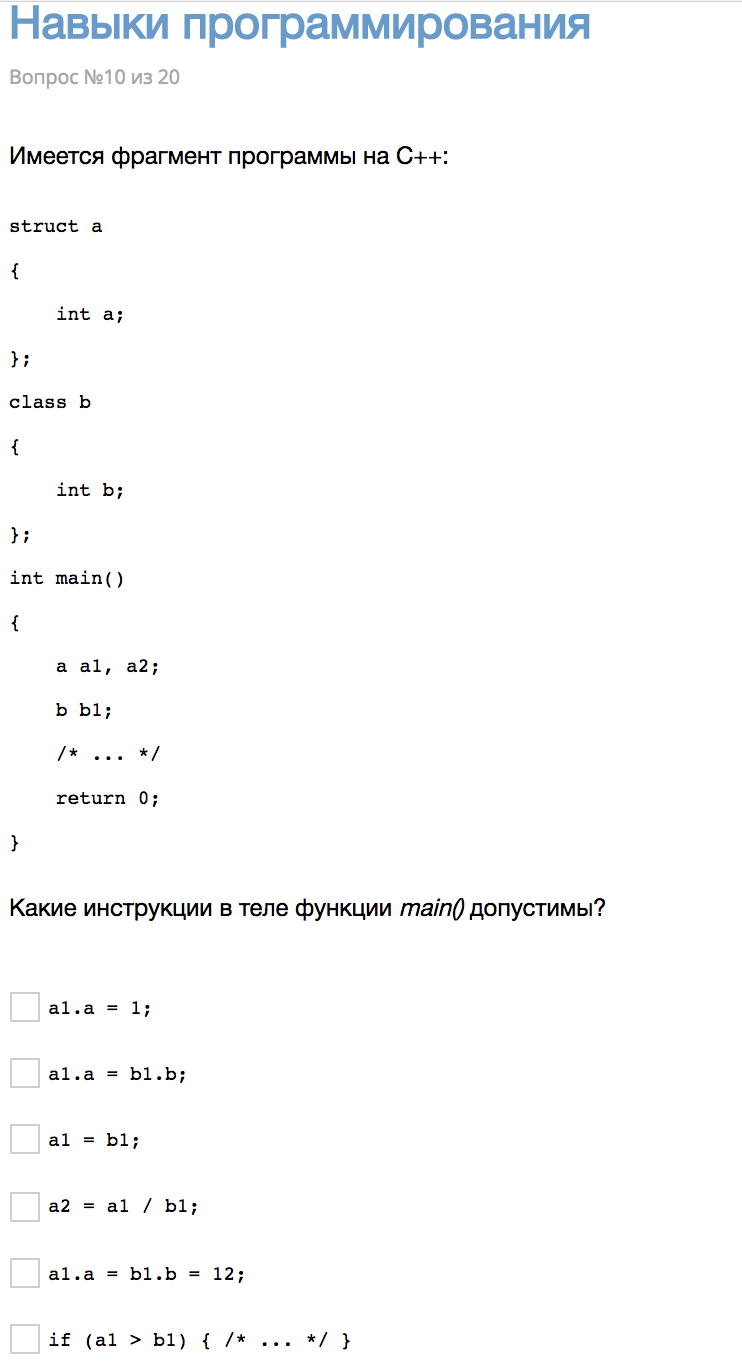 Навыки программирования
Вопрос №10 из 20
Имеется фрагмент программы на C++:
struct a
{
    int a;
};
class b
{
    int b;
};
int main()
{
    a a1, a2;
    b b1;
    /* ... */
    return 0;
}
Какие инструкции в теле функции main() допустимы?
a1.a = 1;
a1.a = b1.b;
a1 = b1;
a2 = a1 / b1;
a1.a = b1.b = 12;
if (a1 > b1) { /* ... */ }